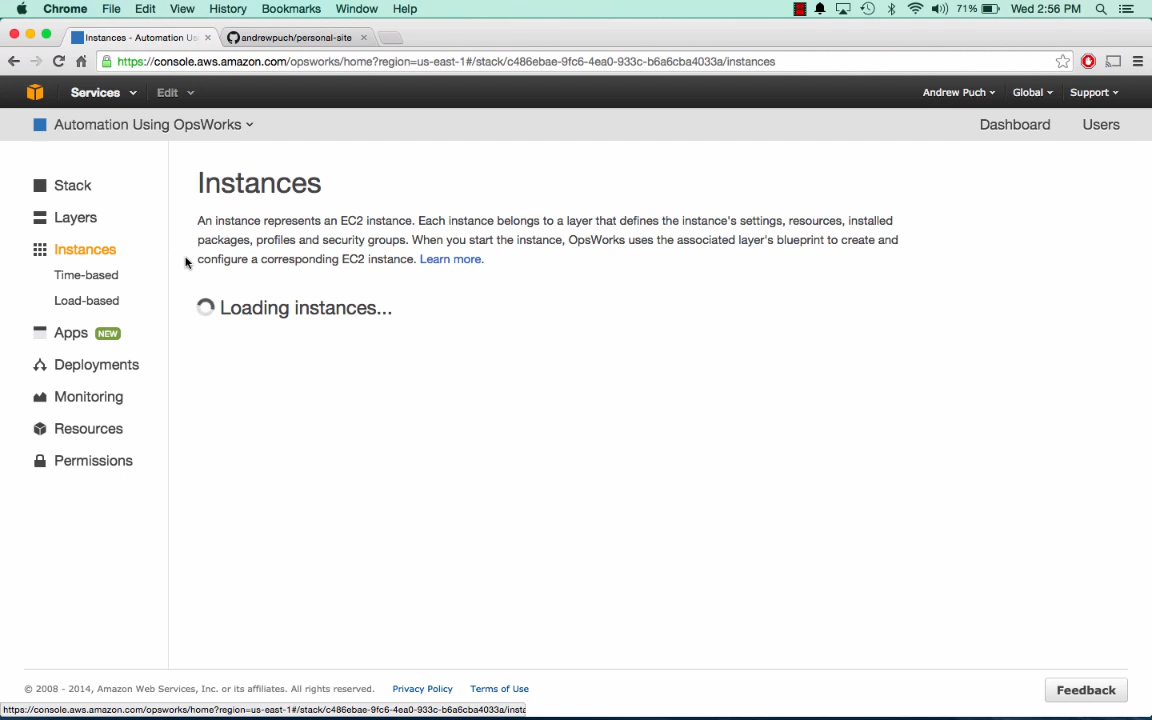 Chrome File Edit View History Bookmarks Window Help 71% Wed 2:56 PM
Instances - Automation Us
andrewpuch/personal-site
https://console.aws.amazon.com/opsworks/home?region=us-east-1#/stack/c486ebae-9fc6-4ea0-933c-b6a6cba4033a/instances
Services Edit Andrew Puch Global Support
Automation Using OpsWorks Dashboard Users
Stack
Layers
Instances
Time-based
Load-based
Apps NEW
Deployments
Monitoring
Resources
Permissions
Instances
An instance represents an EC2 instance. Each instance belongs to a layer that defines the instance's settings, resources, installed
packages, profiles and security groups. When you start the instance, OpsWorks uses the associated layer's blueprint to create and
configure a corresponding EC2 instance. Learn more.
Loading instances...
© 2008 - 2014, Amazon Web Services, Inc. or its affiliates. All rights reserved. Privacy Policy Terms of Use
Feedback
https://console.aws.amazon.com/opsworks/home?region=us-east-1#/stack/c486ebae-9fc6-4ea0-933c-b6a6cba4033a/insta